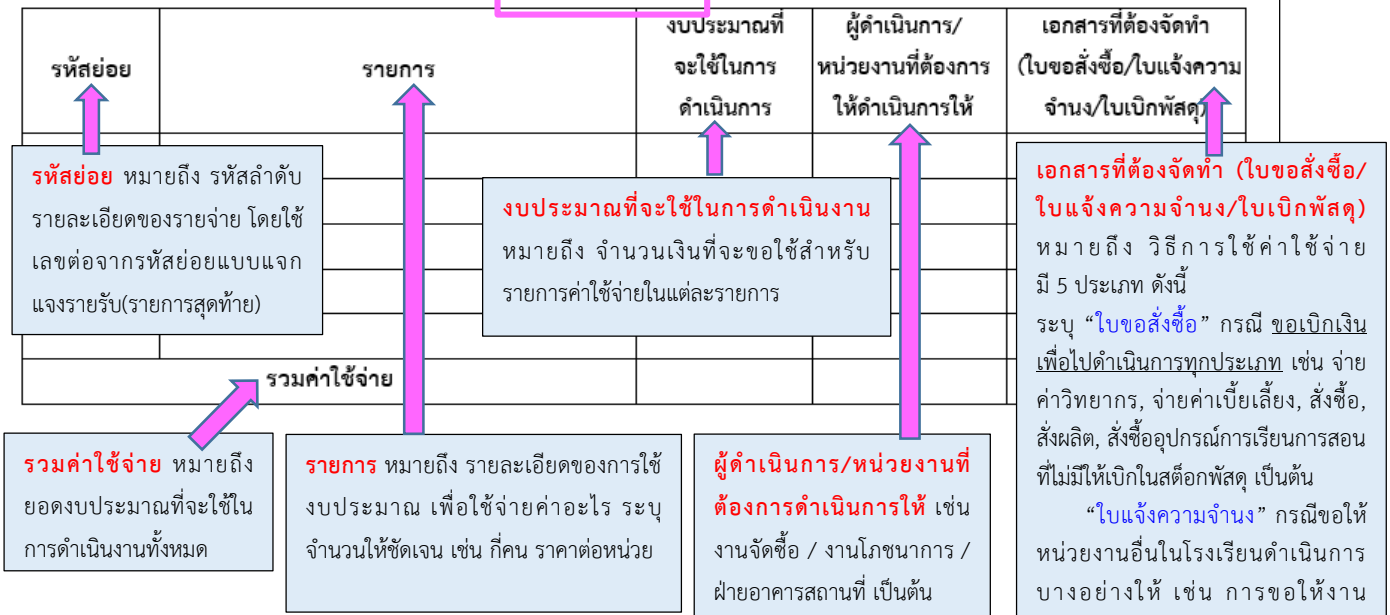 รหัสย่อย
รายการ
งบประมาณที่
จะใช้ในการ
ดำเนินการ
ผู้ดำเนินการ/
หน่วยงานที่ต้องการ
ให้ดำเนินการให้
เอกสารที่ต้องจัดทำ
(ใบขอสั่งซื้อ/ใบแจ้งความ
จำนง/ใบเบิกพัสดุ)
รหัสย่อย หมายถึง รหัสลำดับ
รายละเอียดของรายจ่าย โดยใช้
เลขต่อจากรหัสย่อยแบบแจก
แจงรายรับ(รายการสุดท้าย)
งบประมาณที่จะใช้ในการดำเนินงาน
หมายถึง จำนวนเงินที่จะขอใช้สำหรับ
รายการค่าใช้จ่ายในแต่ละรายการ
เอกสารที่ต้องจัดทำ (ใบขอสั่งซื้อ/
ใบแจ้งความจำนง/ใบเบิกพัสดุ)
หมายถึง วิธีการใช้ค่าใช้จ่าย
มี 5 ประเภท ดังนี้
ระบุ “ใบขอสั่งซื้อ” กรณี ขอเบิกเงิน
เพื่อไปดำเนินการทุกประเภท เช่น จ่าย
ค่าวิทยากร, จ่ายค่าเบี้ยเลี้ยง, สั่งซื้อ,
สั่งผลิต, สั่งซื้ออุปกรณ์การเรียนการสอน
ที่ไม่มีให้เบิกในสต็อกพัสดุ เป็นต้น
“ใบแจ้งความจำนง” กรณีขอให้
หน่วยงานอื่นในโรงเรียนดำเนินการ
บางอย่างให้ เช่น การขอให้งาน
รวมค่าใช้จ่าย
รวมค่าใช้จ่าย หมายถึง
ยอดงบประมาณที่จะใช้ใน
การดำเนินงานทั้งหมด
รายการ หมายถึง รายละเอียดของการใช้
งบประมาณ เพื่อใช้จ่ายค่าอะไร ระบุ
จำนวนให้ชัดเจน เช่น กี่คน ราคาต่อหน่วย
ผู้ดำเนินการ/หน่วยงานที่
ต้องการดำเนินการให้ เช่น
งานจัดซื้อ / งานโภชนาการ /
ฝ่ายอาคารสถานที่ เป็นต้น